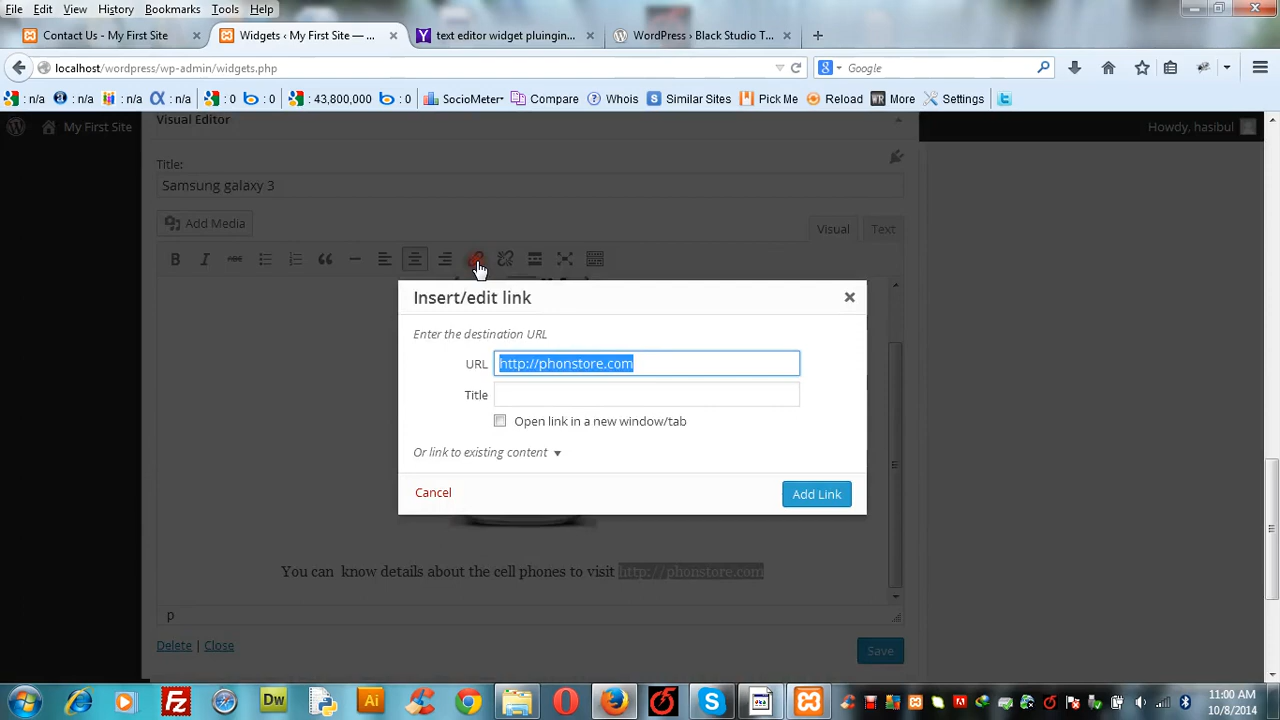 File Edit View History Bookmarks Tools Help
Contact Us - My First Site × Widgets ‹ My First Site — ... × text editor widget pluinging... × WordPress › Black Studio T... × +
localhost/wordpress/wp-admin/widgets.php Google
: n/a : n/a : n/a : n/a : 0 : 0 : 43,800,000 : 0 SocioMeter Compare Whois Similar Sites Pick Me Reload More Settings
My First Site Howdy, hasibul
Visual Editor
Title:
Samsung galaxy 3
Add Media Visual Text
B I ABC
Insert/edit link
Enter the destination URL
URL http://phonstore.com
Title
Open link in a new window/tab
Or link to existing content
Cancel Add Link
You can know details about the cell phones to visit http://phonstore.com
p
Delete | Close Save
11:00 AM
10/8/2014